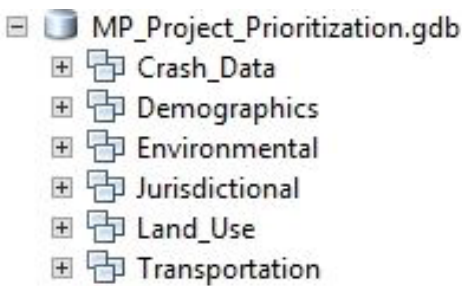 MP_Project_Prioritization.gdb
Crash_Data
Demographics
Environmental
Jurisdictional
Land_Use
Transportation